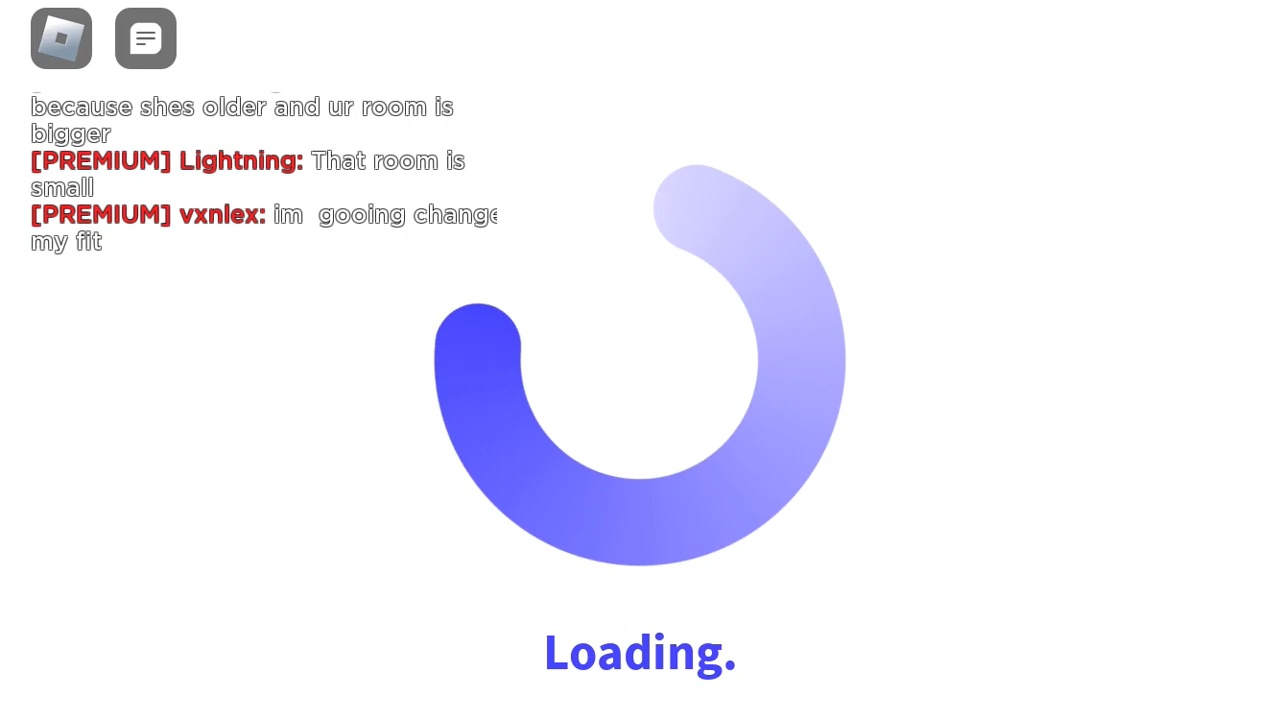 because shes older and ur room is
bigger
[PREMIUM] Lightning: That room is
small
[PREMIUM] vxnlex: im  gooing change
my fit
Loading.